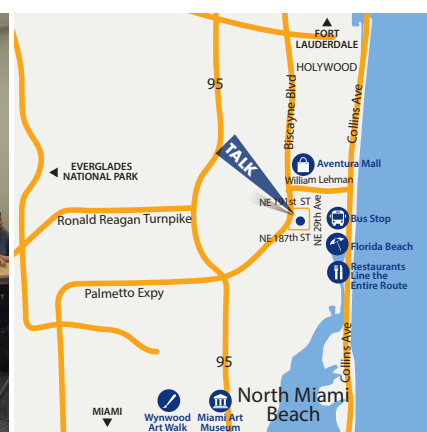 FORT
LAUDERDALE
HOLYWOOD
95
Biscayne Blvd
Collins Ave
TALK
EVERGLADES
NATIONAL PARK
Aventura Mall
William Lehman
NE 191st ST
NE 29th Ave
Bus Stop
Ronald Reagan Turnpike
NE 187th ST
Florida Beach
Restaurants
Line the
Entire Route
Palmetto Expy
95
Collins Ave
North Miami
Beach
MIAMI
Wynwood
Art Walk
Miami Art
Museum